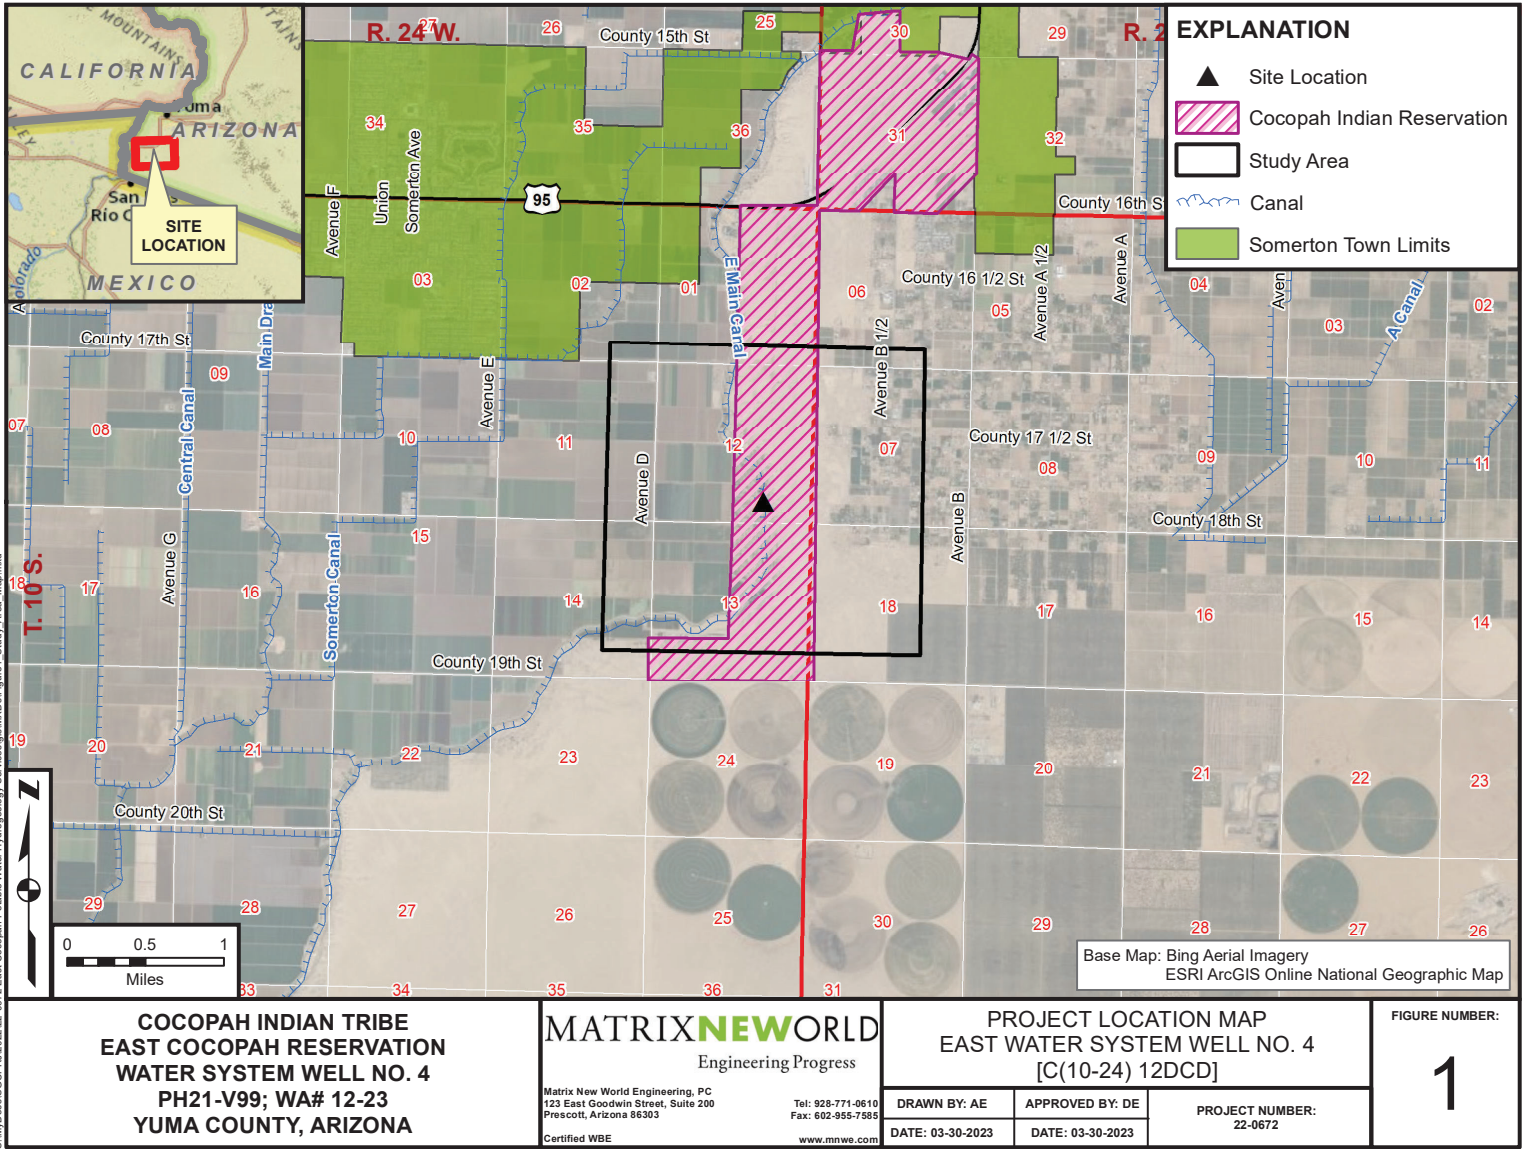 EXPLANATION
Site Location
Cocopah Indian Reservation
Study Area
Canal
Somerton Town Limits
CALIFORNIA
ARIZONA
MEXICO
SITE
LOCATION
R. 24 W.
27
26
25
30
29
County 15th St
34
35
36
31
32
95
Avenue F
Union
Somerton Ave
County 16th St
03
02
01
06
05
04
03
02
County 16 1/2 St
Avenue A 1/2
Avenue A
E Main Canal
A Canal
County 17th St
Avenue E
Avenue B 1/2
09
07
08
10
11
12
07
08
09
10
11
County 17 1/2 St
Central Canal
Avenue D
Avenue B
County 18th St
T. 10 S.
18
17
Avenue G
16
15
14
13
18
17
16
15
14
Somerton Canal
County 19th St
19
20
21
22
23
24
19
20
21
22
23
County 20th St
29
28
27
26
25
30
29
28
27
26
33
34
35
36
31
Z
0 0.5 1
Miles
Base Map: Bing Aerial Imagery
ESRI ArcGIS Online National Geographic Map
COCOPAH INDIAN TRIBE
EAST COCOPAH RESERVATION
WATER SYSTEM WELL NO. 4
PH21-V99; WA# 12-23
YUMA COUNTY, ARIZONA
MATRIXNEWORLD
Engineering Progress
Matrix New World Engineering, PC
123 East Goodwin Street, Suite 200
Prescott, Arizona 86303
Certified WBE
Tel: 928-771-0610
Fax: 602-955-7585
www.mnwe.com
PROJECT LOCATION MAP
EAST WATER SYSTEM WELL NO. 4
[C(10-24) 12DCD]
DRAWN BY: AE
APPROVED BY: DE
DATE: 03-30-2023
DATE: 03-30-2023
PROJECT NUMBER:
22-0672
FIGURE NUMBER:
1